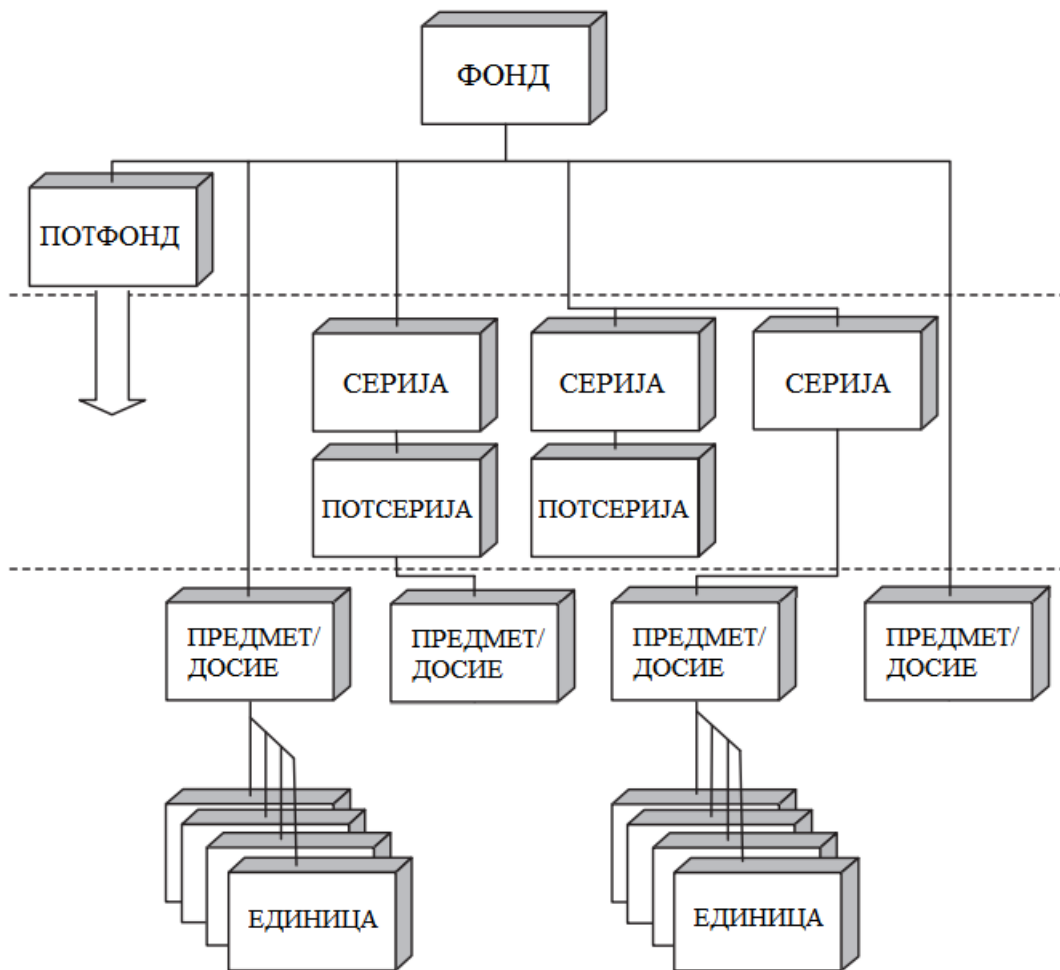 ФОНД
ПОТФОНД
СЕРИЈА
СЕРИЈА
СЕРИЈА
ПОТСЕРИЈА
ПОТСЕРИЈА
ПРЕДМЕТ/
ДОСИЕ
ПРЕДМЕТ/
ДОСИЕ
ПРЕДМЕТ/
ДОСИЕ
ПРЕДМЕТ/
ДОСИЕ
ЕДИНИЦА
ЕДИНИЦА